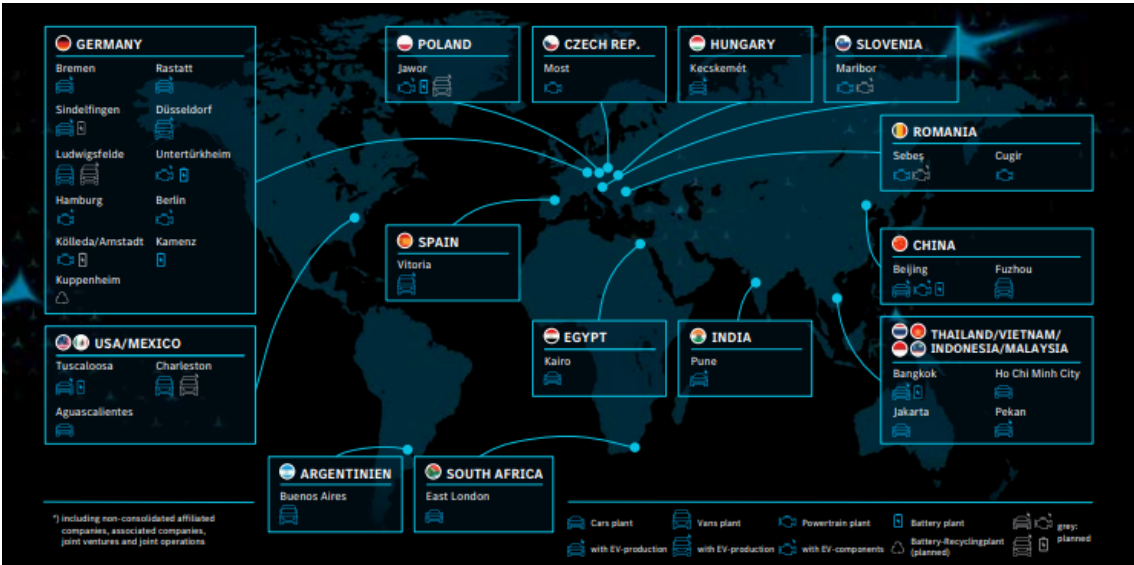 GERMANY
Bremen Rastatt
Sindelfingen Düsseldorf
Ludwigsfelde Untertürkheim
Hamburg Berlin
Kölleda/Arnstadt Kamenz
Kuppenheim
USA/MEXICO
Tuscaloosa Charleston
Aguascalientes
POLAND
Jawor
CZECH REP.
Most
HUNGARY
Kecskemét
SLOVENIA
Maribor
ROMANIA
Sebeş Cugir
SPAIN
Vitoria
CHINA
Beijing Fuzhou
EGYPT
Kairo
INDIA
Pune
THAILAND/VIETNAM/
INDONESIA/MALAYSIA
Bangkok Ho Chi Minh City
Jakarta Pekan
ARGENTINIEN
Buenos Aires
SOUTH AFRICA
East London
*) including non-consolidated affiliated
companies, associated companies,
joint ventures and joint operations
Cars plant Vans plant Powertrain plant Battery plant grey:
planned
with EV-production with EV-production with EV-components Battery-Recyclingplant
(planned)